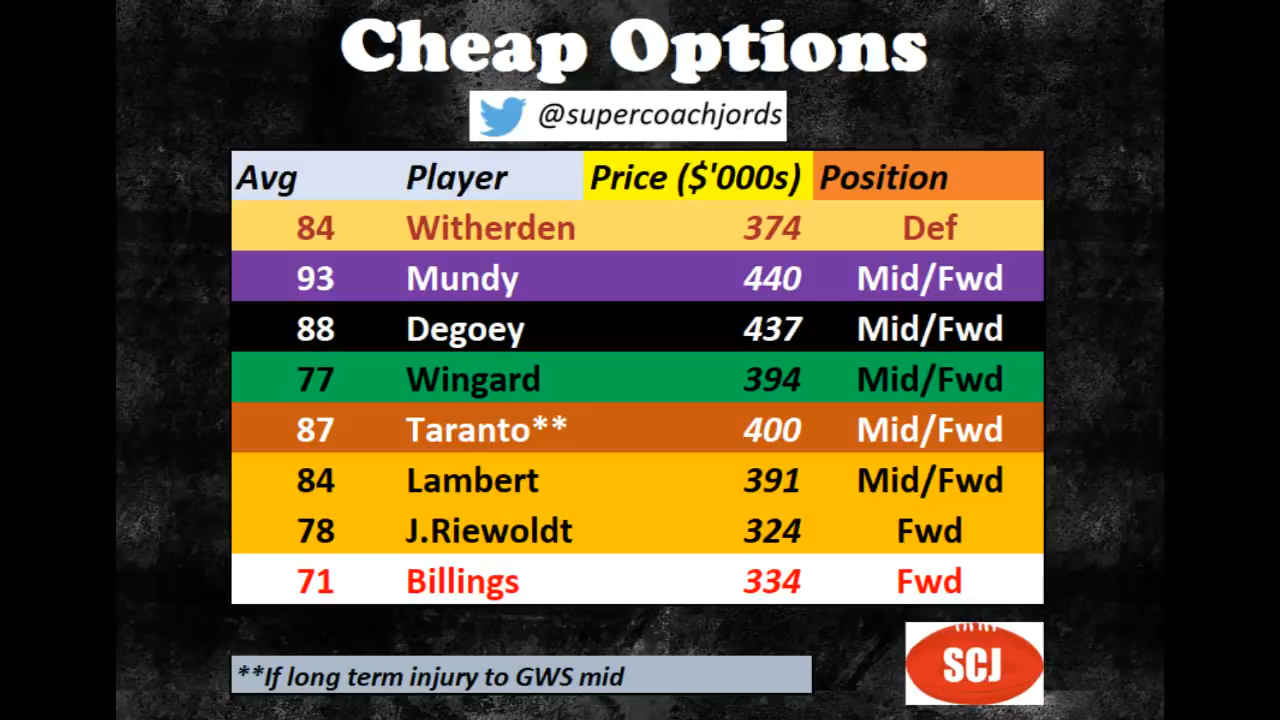 Cheap Options
@supercoachjords
Avg Player Price ($'000s) Position
84 Witherden 374 Def
93 Mundy 440 Mid/Fwd
88 Degoey 437 Mid/Fwd
77 Wingard 394 Mid/Fwd
87 Taranto** 400 Mid/Fwd
84 Lambert 391 Mid/Fwd
78 J.Riewoldt 324 Fwd
71 Billings 334 Fwd
**If long term injury to GWS mid
SCJ